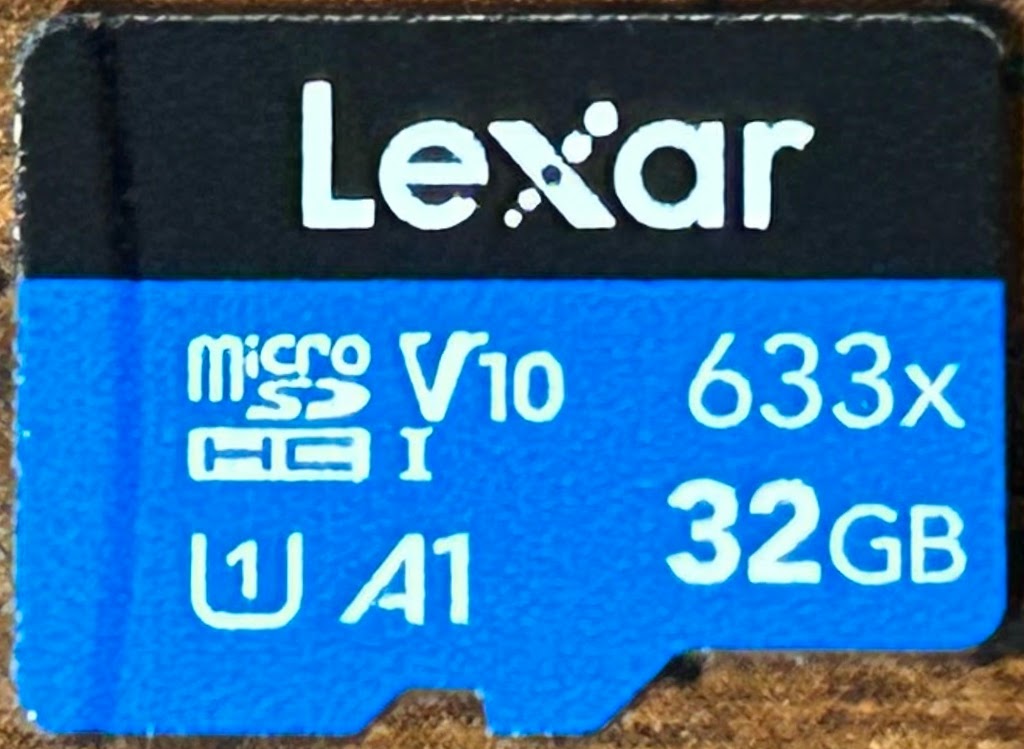 Lexar
micro SD HC I V10 633x
32GB
U1 A1